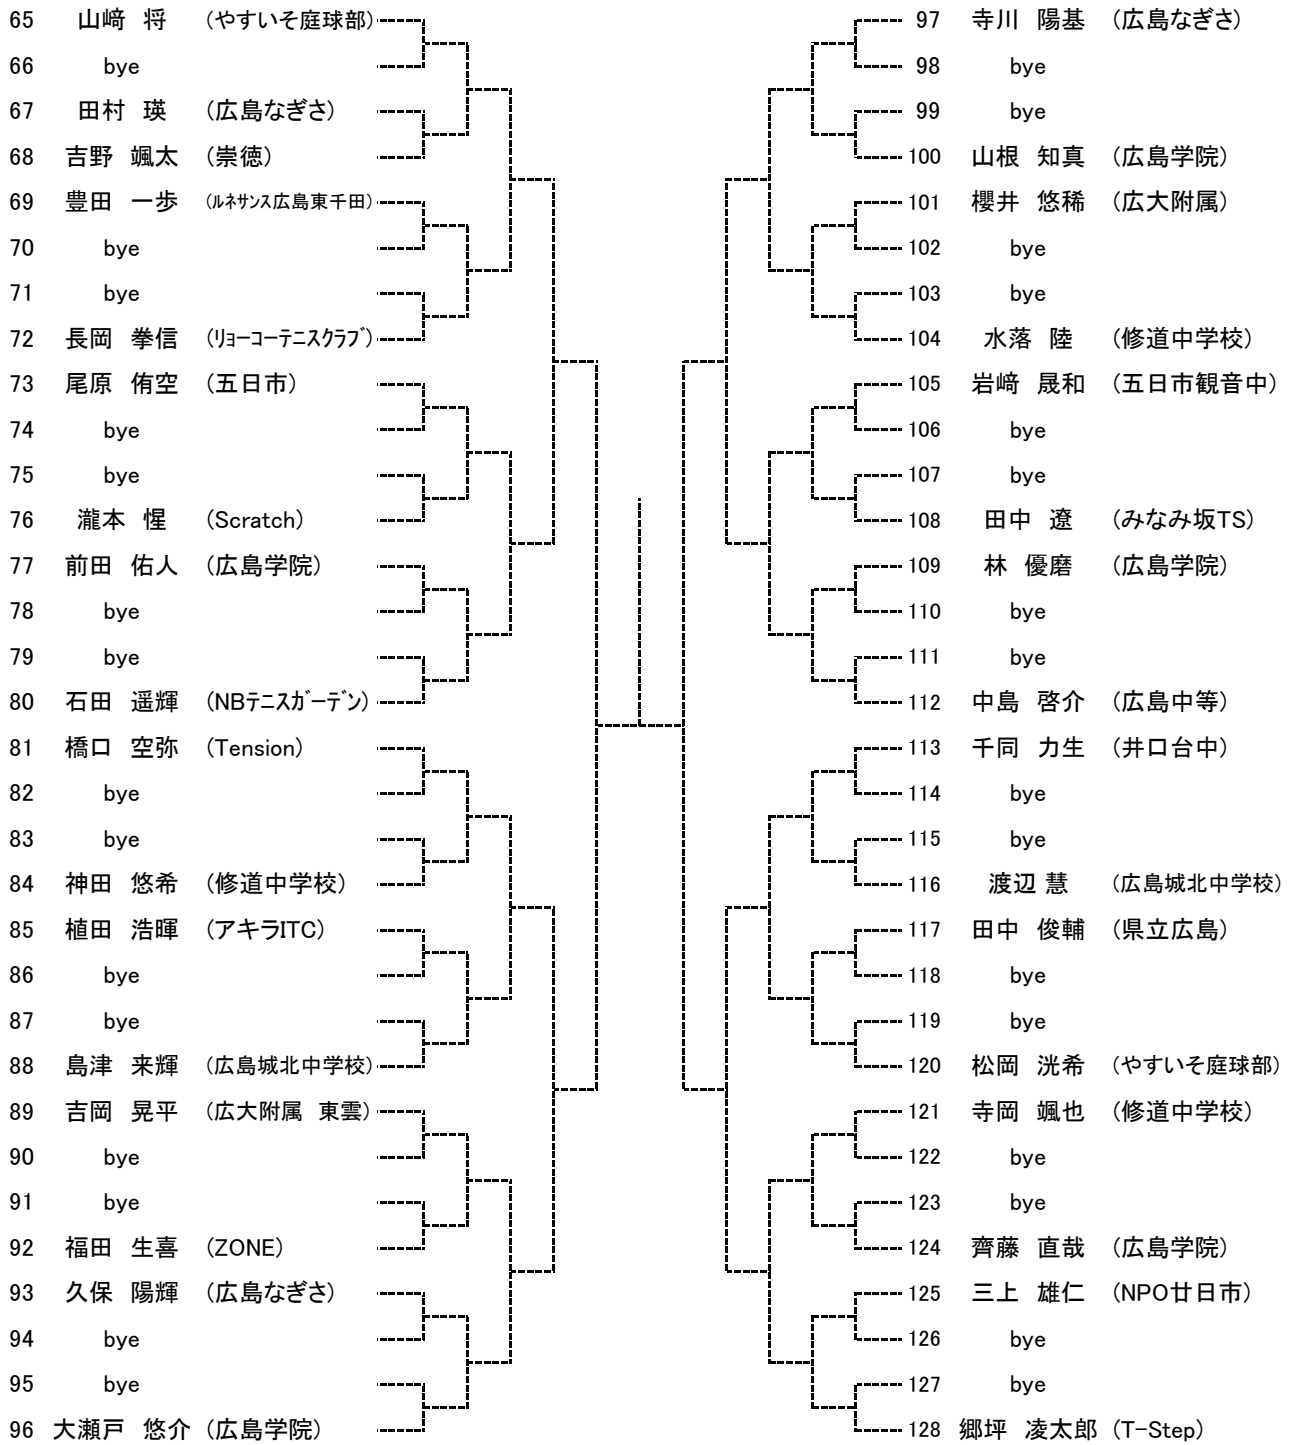 65 山﨑 将 (やすいそ庭球部)
66 bye
67 田村 瑛 (広島なぎさ)
68 吉野 颯太 (崇徳)
69 豊田 一歩 (ﾙﾈｻﾝｽ広島東千田)
70 bye
71 bye
72 長岡 拳信 (ﾘｮｰｺｰﾃﾆｽｸﾗﾌﾞ)
73 尾原 侑空 (五日市)
74 bye
75 bye
76 瀧本 惺 (Scratch)
77 前田 佑人 (広島学院)
78 bye
79 bye
80 石田 遥輝 (NBﾃﾆｽｶﾞｰﾃﾞﾝ)
81 橋口 空弥 (Tension)
82 bye
83 bye
84 神田 悠希 (修道中学校)
85 植田 浩暉 (アキラITC)
86 bye
87 bye
88 島津 来輝 (広島城北中学校)
89 吉岡 晃平 (広大附属 東雲)
90 bye
91 bye
92 福田 生喜 (ZONE)
93 久保 陽輝 (広島なぎさ)
94 bye
95 bye
96 大瀬戸 悠介 (広島学院)
97 寺川 陽基 (広島なぎさ)
98 bye
99 bye
100 山根 知真 (広島学院)
101 櫻井 悠稀 (広大附属)
102 bye
103 bye
104 水落 陸 (修道中学校)
105 岩﨑 晟和 (五日市観音中)
106 bye
107 bye
108 田中 遼 (みなみ坂TS)
109 林 優磨 (広島学院)
110 bye
111 bye
112 中島 啓介 (広島中等)
113 千同 力生 (井口台中)
114 bye
115 bye
116 渡辺 慧 (広島城北中学校)
117 田中 俊輔 (県立広島)
118 bye
119 bye
120 松岡 洸希 (やすいそ庭球部)
121 寺岡 颯也 (修道中学校)
122 bye
123 bye
124 齊藤 直哉 (広島学院)
125 三上 雄仁 (NPO廿日市)
126 bye
127 bye
128 郷坪 凌太郎 (T-Step)